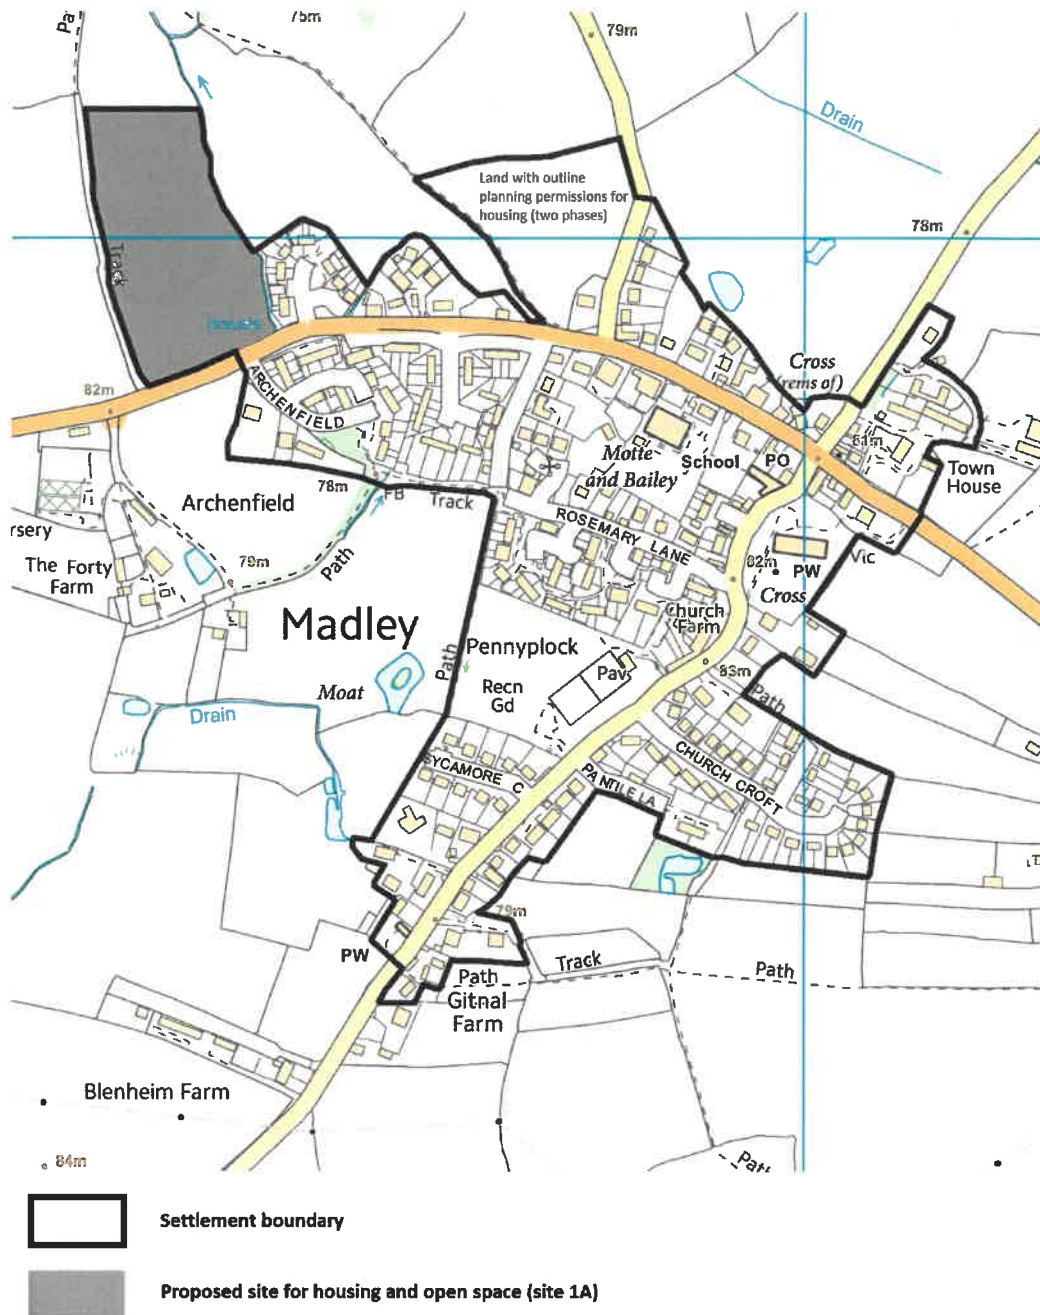 Pa
75m
79m
Drain
Land with outline
planning permissions for
housing (two phases)
78m
Track
Issues
Cross
(rems of)
82m
ARCHENFIELD
81m
Motte
and Bailey
School
PO
Town
House
78m
FB
Track
Archenfield
rsery
ROSEMARY LANE
Vic
The Forty
Farm
79m
Path
82m
PW
Cross
Madley
Church
Farm
Pennyplock
Path
83m
Pav
Moat
Recn
Gd
Path
Drain
SYCAMORE C
CHURCH CROFT
PANTILE LA
79m
PW
Track
Path
Path
Gitnal
Farm
Blenheim Farm
84m
Path
Settlement boundary
Proposed site for housing and open space (site 1A)